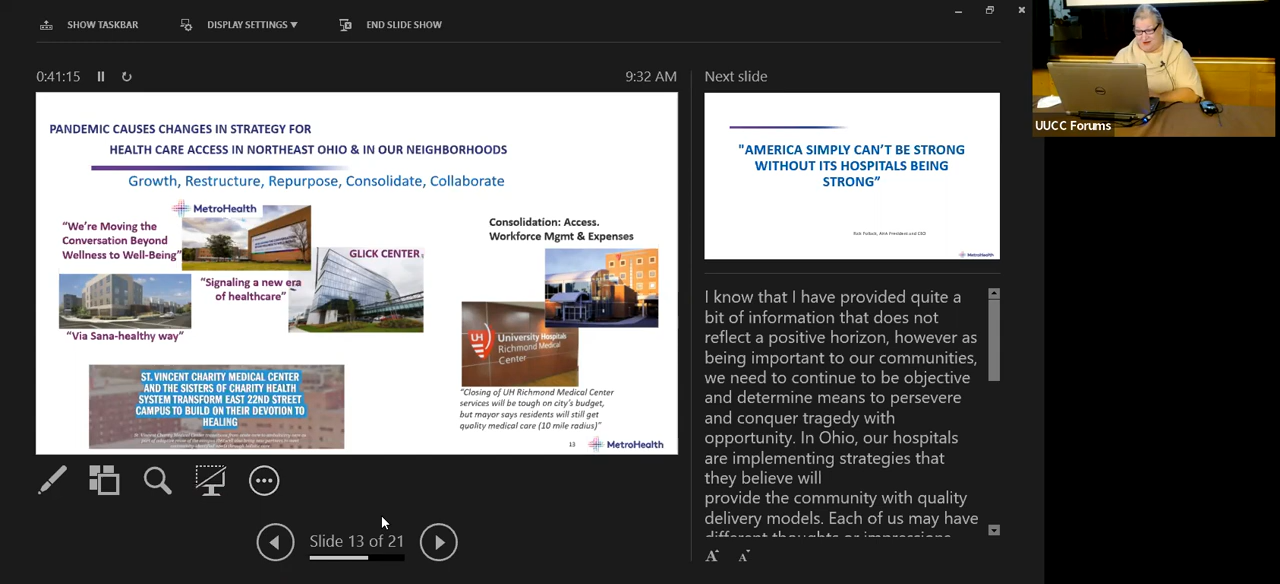 SHOW TASKBAR
DISPLAY SETTINGS ▼
END SLIDE SHOW
0:41:15
9:32 AM
PANDEMIC CAUSES CHANGES IN STRATEGY FOR
HEALTH CARE ACCESS IN NORTHEAST OHIO & IN OUR NEIGHBORHOODS
Growth, Restructure, Repurpose, Consolidate, Collaborate
MetroHealth
“We’re Moving the
Conversation Beyond
Wellness to Well-Being”
GLICK CENTER
“Signaling a new era
of healthcare”
“Via Sana-healthy way”
Consolidation: Access.
Workforce Mgmt & Expenses
UH
University Hospitals
Richmond Medical
Center
ST. VINCENT CHARITY MEDICAL CENTER
AND THE SISTERS OF CHARITY HEALTH
SYSTEM TRANSFORM EAST 22ND STREET
CAMPUS TO BUILD ON THEIR DEVOTION TO
HEALING
“Closing of UH Richmond Medical Center
services will be tough on city’s budget,
but mayor says residents will still get
quality medical care (10 mile radius)”
13
MetroHealth
Slide 13 of 21
Next slide
"AMERICA SIMPLY CAN’T BE STRONG
WITHOUT ITS HOSPITALS BEING
STRONG”
MetroHealth
I know that I have provided quite a
bit of information that does not
reflect a positive horizon, however as
being important to our communities,
we need to continue to be objective
and determine means to persevere
and conquer tragedy with
opportunity. In Ohio, our hospitals
are implementing strategies that
they believe will
provide the community with quality
delivery models. Each of us may have
different thoughts or impressions
A A
UUCC Forums